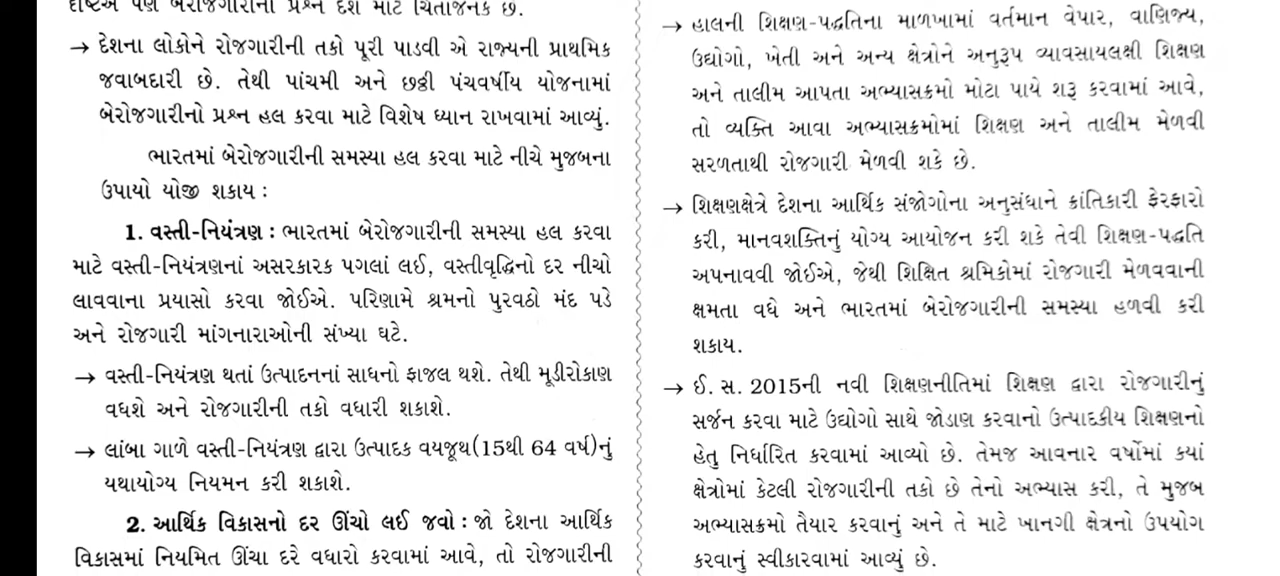 દૃષ્ટિએ પણ બેરોજગારીનો પ્રશ્ન દેશ માટે ચિંતાજનક છે.
→ દેશના લોકોને રોજગારીની તકો પૂરી પાડવી એ રાજ્યની પ્રાથમિક
જવાબદારી છે. તેથી પાંચમી અને છઠ્ઠી પંચવર્ષીય યોજનામાં
બેરોજગારીનો પ્રશ્ન હલ કરવા માટે વિશેષ ધ્યાન રાખવામાં આવ્યું.
ભારતમાં બેરોજગારીની સમસ્યા હલ કરવા માટે નીચે મુજબના
ઉપાયો યોજી શકાય :
1. વસ્તી-નિયંત્રણ : ભારતમાં બેરોજગારીની સમસ્યા હલ કરવા
માટે વસ્તી-નિયંત્રણનાં અસરકારક પગલાં લઈ, વસ્તીવૃદ્ધિનો દર નીચો
લાવવાના પ્રયાસો કરવા જોઈએ. પરિણામે શ્રમનો પુરવઠો મંદ પડે
અને રોજગારી માંગનારાઓની સંખ્યા ઘટે.
→ વસ્તી-નિયંત્રણ થતાં ઉત્પાદનનાં સાધનો ફાજલ થશે. તેથી મૂડીરોકાણ
વધશે અને રોજગારીની તકો વધારી શકાશે.
→ લાંબા ગાળે વસ્તી-નિયંત્રણ દ્વારા ઉત્પાદક વયજૂથ(15થી 64 વર્ષ)નું
યથાયોગ્ય નિયમન કરી શકાશે.
2. આર્થિક વિકાસનો દર ઊંચો લઈ જવો : જો દેશના આર્થિક
વિકાસમાં નિયમિત ઊંચા દરે વધારો કરવામાં આવે, તો રોજગારીની
→ હાલની શિક્ષણ-પદ્ધતિના માળખામાં વર્તમાન વેપાર, વાણિજ્ય,
ઉદ્યોગો, ખેતી અને અન્ય ક્ષેત્રોને અનુરૂપ વ્યાવસાયલક્ષી શિક્ષણ
અને તાલીમ આપતા અભ્યાસક્રમો મોટા પાયે શરૂ કરવામાં આવે,
તો વ્યક્તિ આવા અભ્યાસક્રમોમાં શિક્ષણ અને તાલીમ મેળવી
સરળતાથી રોજગારી મેળવી શકે છે.
→ શિક્ષણક્ષેત્રે દેશના આર્થિક સંજોગોના અનુસંધાને ક્રાંતિકારી ફેરફારો
કરી, માનવશક્તિનું યોગ્ય આયોજન કરી શકે તેવી શિક્ષણ-પદ્ધતિ
અપનાવવી જોઈએ, જેથી શિક્ષિત શ્રમિકોમાં રોજગારી મેળવવાની
ક્ષમતા વધે અને ભારતમાં બેરોજગારીની સમસ્યા હળવી કરી
શકાય.
→ ઈ. સ. 2015ની નવી શિક્ષણનીતિમાં શિક્ષણ દ્વારા રોજગારીનું
સર્જન કરવા માટે ઉદ્યોગો સાથે જોડાણ કરવાનો ઉત્પાદકીય શિક્ષણનો
હેતુ નિર્ધારિત કરવામાં આવ્યો છે. તેમજ આવનાર વર્ષોમાં કયાં
ક્ષેત્રોમાં કેટલી રોજગારીની તકો છે તેનો અભ્યાસ કરી, તે મુજબ
અભ્યાસક્રમો તૈયાર કરવાનું અને તે માટે ખાનગી ક્ષેત્રનો ઉપયોગ
કરવાનું સ્વીકારવામાં આવ્યું છે.